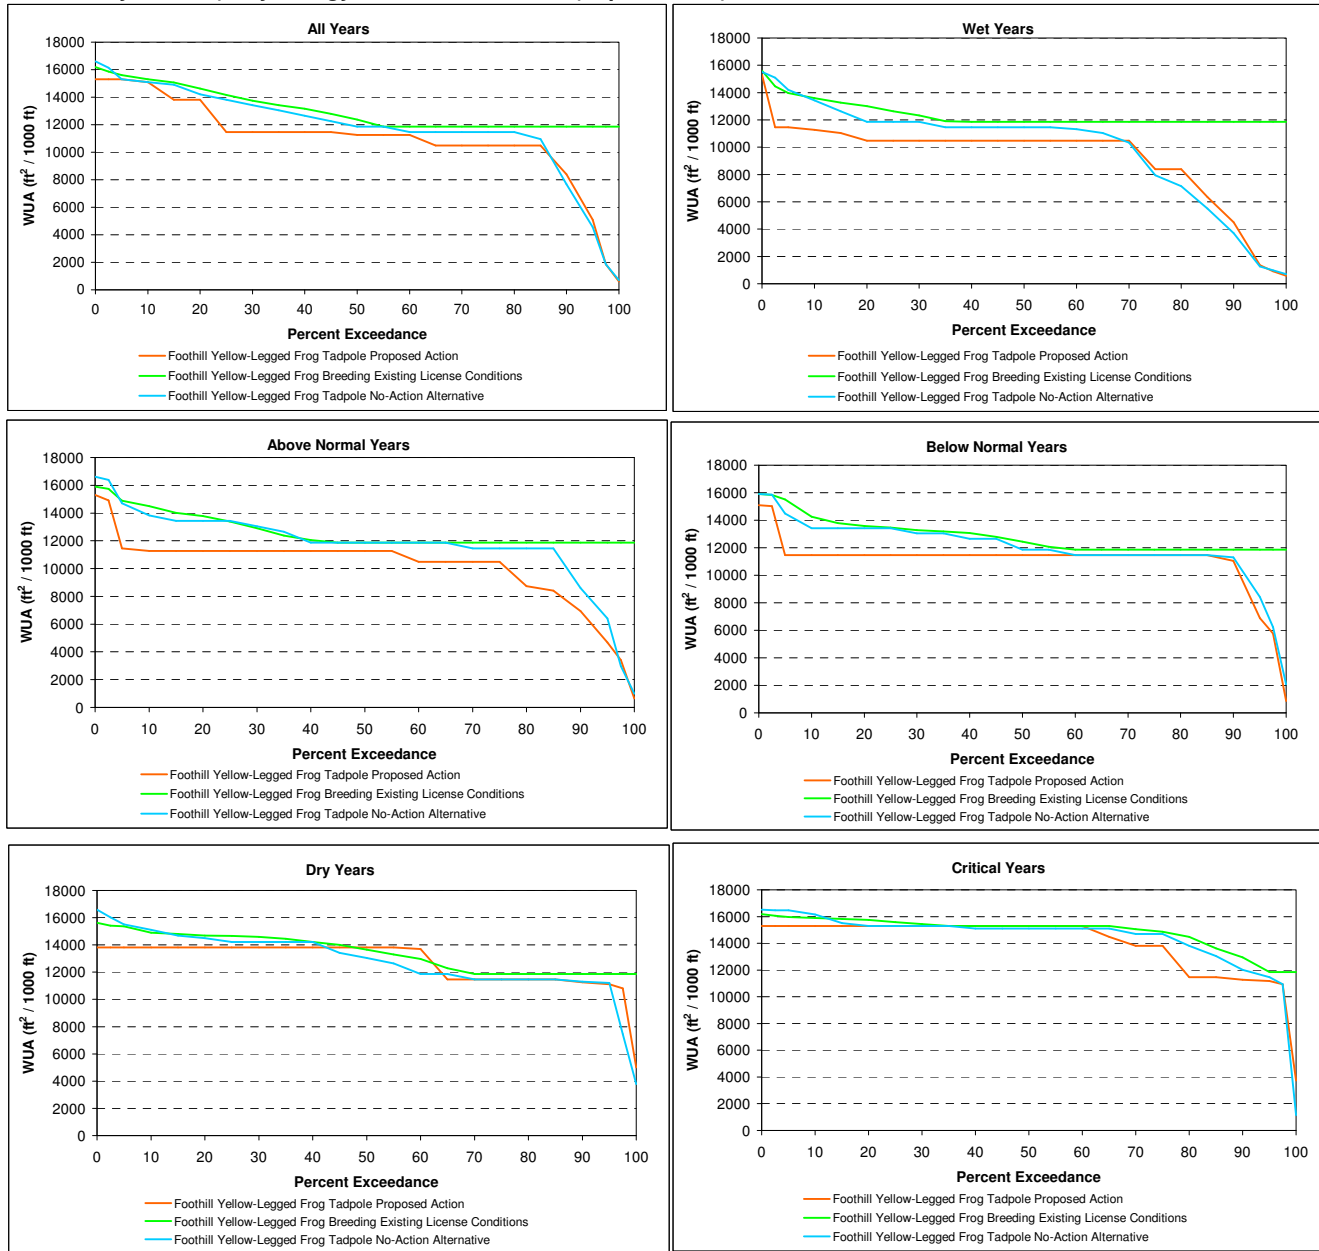 All Years
18000
16000
14000
12000
10000
8000
6000
4000
2000
0
WUA (ft² / 1000 ft)
0 10 20 30 40 50 60 70 80 90 100
Percent Exceedance
Foothill Yellow-Legged Frog Tadpole Proposed Action
Foothill Yellow-Legged Frog Breeding Existing License Conditions
Foothill Yellow-Legged Frog Tadpole No-Action Alternative
Wet Years
18000
16000
14000
12000
10000
8000
6000
4000
2000
0
WUA (ft² / 1000 ft)
0 10 20 30 40 50 60 70 80 90 100
Percent Exceedance
Foothill Yellow-Legged Frog Tadpole Proposed Action
Foothill Yellow-Legged Frog Breeding Existing License Conditions
Foothill Yellow-Legged Frog Tadpole No-Action Alternative
Above Normal Years
18000
16000
14000
12000
10000
8000
6000
4000
2000
0
WUA (ft² / 1000 ft)
0 10 20 30 40 50 60 70 80 90 100
Percent Exceedance
Foothill Yellow-Legged Frog Tadpole Proposed Action
Foothill Yellow-Legged Frog Breeding Existing License Conditions
Foothill Yellow-Legged Frog Tadpole No-Action Alternative
Below Normal Years
18000
16000
14000
12000
10000
8000
6000
4000
2000
0
WUA (ft² / 1000 ft)
0 10 20 30 40 50 60 70 80 90 100
Percent Exceedance
Foothill Yellow-Legged Frog Tadpole Proposed Action
Foothill Yellow-Legged Frog Breeding Existing License Conditions
Foothill Yellow-Legged Frog Tadpole No-Action Alternative
Dry Years
18000
16000
14000
12000
10000
8000
6000
4000
2000
0
WUA (ft² / 1000 ft)
0 10 20 30 40 50 60 70 80 90 100
Percent Exceedance
Foothill Yellow-Legged Frog Tadpole Proposed Action
Foothill Yellow-Legged Frog Breeding Existing License Conditions
Foothill Yellow-Legged Frog Tadpole No-Action Alternative
Critical Years
18000
16000
14000
12000
10000
8000
6000
4000
2000
0
WUA (ft² / 1000 ft)
0 10 20 30 40 50 60 70 80 90 100
Percent Exceedance
Foothill Yellow-Legged Frog Tadpole Proposed Action
Foothill Yellow-Legged Frog Breeding Existing License Conditions
Foothill Yellow-Legged Frog Tadpole No-Action Alternative